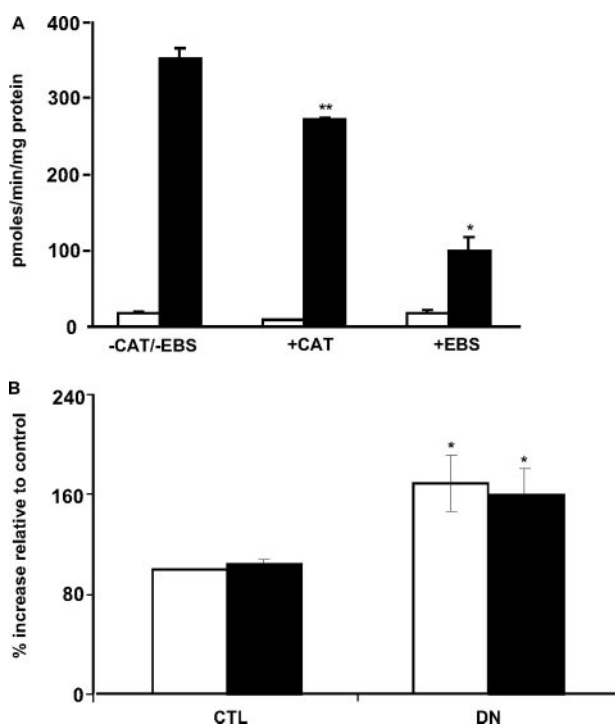 A
400
300
200
100
0
pmoles/min/mg protein
**
*
-CAT/-EBS +CAT +EBS
B
240
160
80
0
% increase relative to control
* *
CTL DN